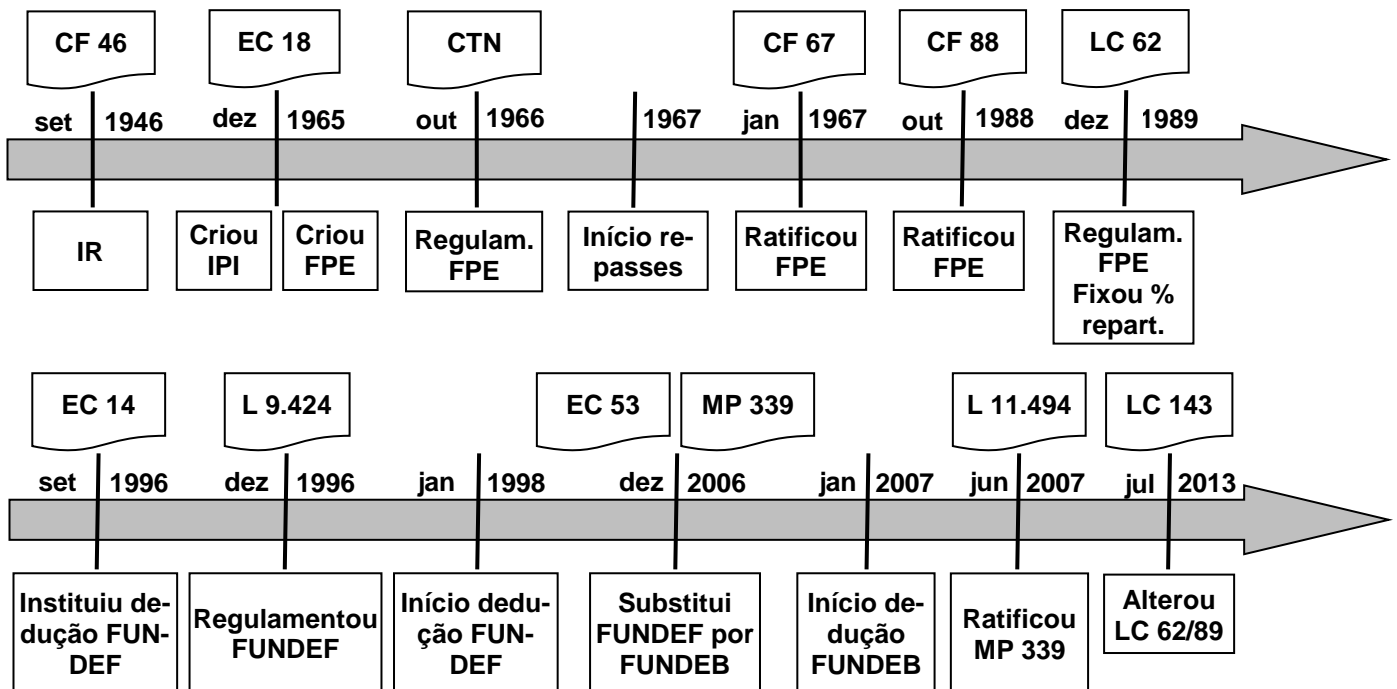 CF 46
EC 18
CTN
CF 67
CF 88
LC 62
set 1946
dez 1965
out 1966
1967
jan 1967
out 1988
dez 1989
IR
Criou
IPI
Criou
FPE
Regulam.
FPE
Início re-
passes
Ratificou
FPE
Ratificou
FPE
Regulam.
FPE
Fixou %
repart.
EC 14
L 9.424
EC 53
MP 339
L 11.494
LC 143
set 1996
dez 1996
jan 1998
dez 2006
jan 2007
jun 2007
jul 2013
Instituiu de-
dução FUN-
DEF
Regulamentou
FUNDEF
Início dedu-
ção FUN-
DEF
Substitui
FUNDEF por
FUNDEB
Início de-
dução
FUNDEB
Ratificou
MP 339
Alterou
LC 62/89